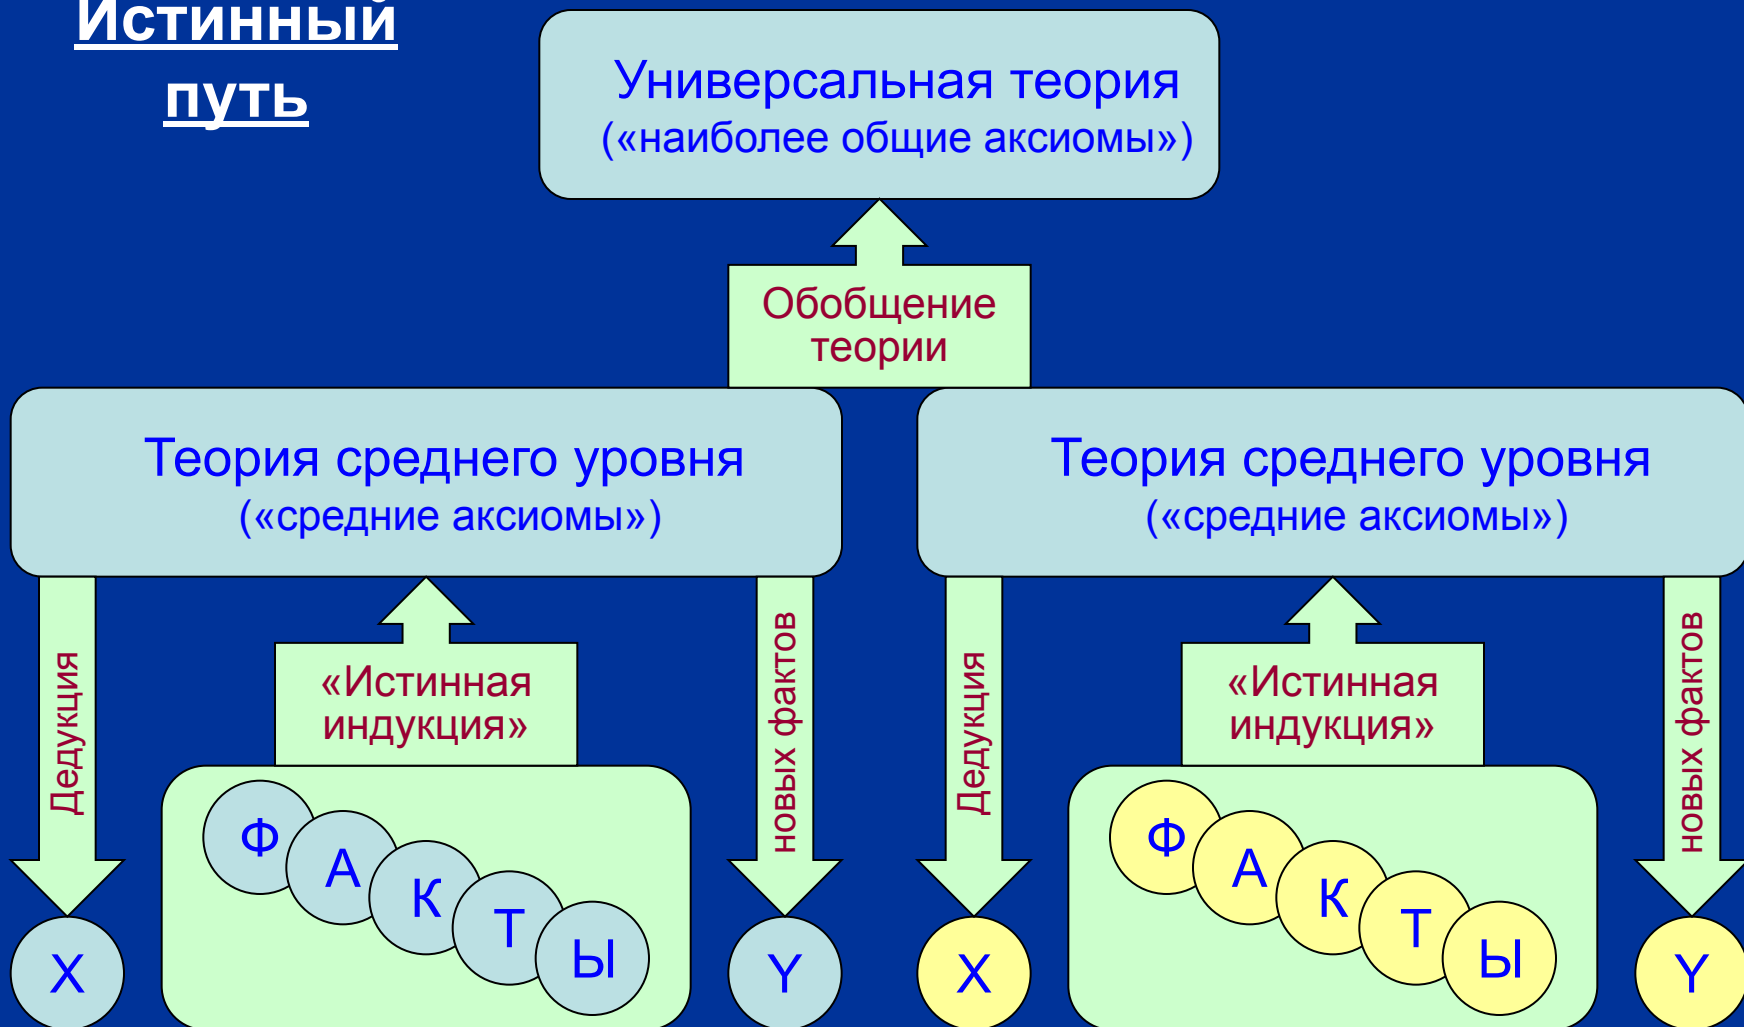 Истинный
путь
Универсальная теория
(«наиболее общие аксиомы»)
Обобщение
теории
Теория среднего уровня
(«средние аксиомы»)
Дедукция
«Истинная
индукция»
новых фактов
Ф А К Т Ы
X
Y
Теория среднего уровня
(«средние аксиомы»)
Дедукция
«Истинная
индукция»
новых фактов
Ф А К Т Ы
X
Y